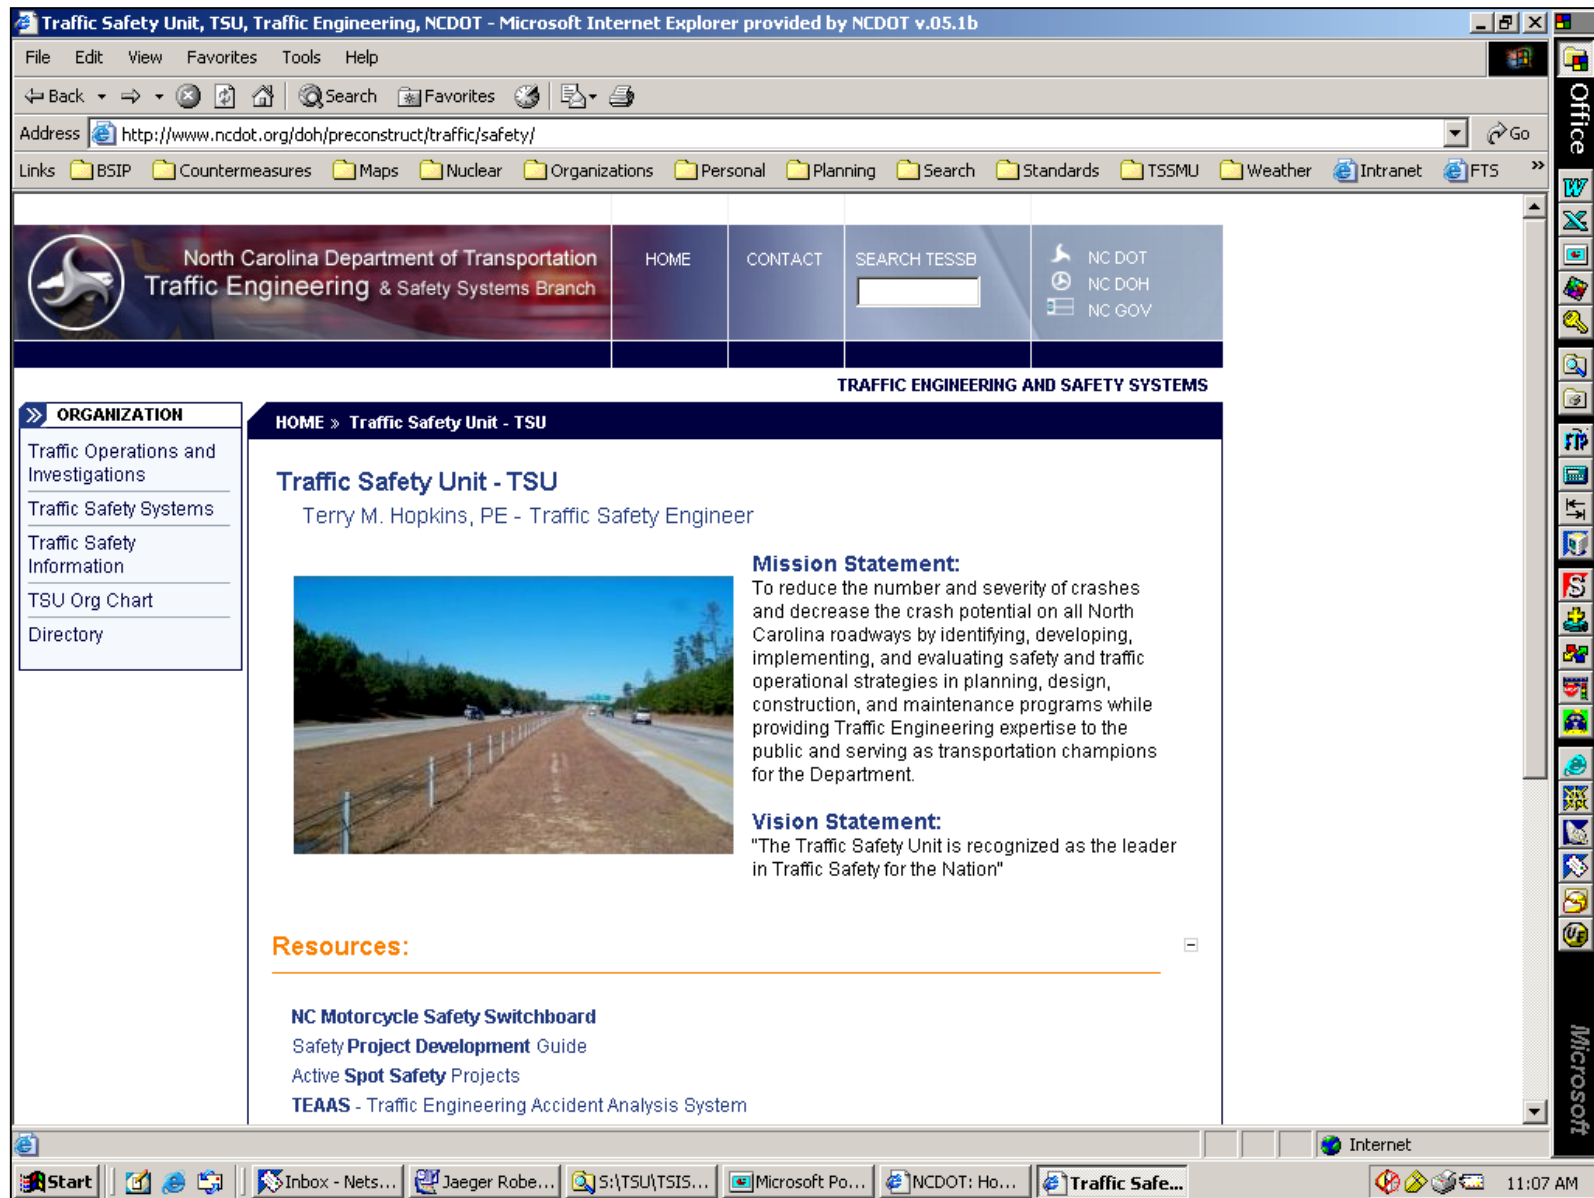 Traffic Safety Unit, TSU, Traffic Engineering, NCDOT - Microsoft Internet Explorer provided by NCDOT v.05.1b
File Edit View Favorites Tools Help
Back Search Favorites
Address http://www.ncdot.org/doh/preconstruct/traffic/safety/ Go
Links BSIP Countermeasures Maps Nuclear Organizations Personal Planning Search Standards TSSMU Weather Intranet FTS »
North Carolina Department of Transportation
Traffic Engineering & Safety Systems Branch
HOME
CONTACT
SEARCH TESSB
NC DOT
NC DOH
NC GOV
TRAFFIC ENGINEERING AND SAFETY SYSTEMS
ORGANIZATION
Traffic Operations and
Investigations
Traffic Safety Systems
Traffic Safety
Information
TSU Org Chart
Directory
HOME » Traffic Safety Unit - TSU
Traffic Safety Unit - TSU
Terry M. Hopkins, PE - Traffic Safety Engineer
Mission Statement:
To reduce the number and severity of crashes
and decrease the crash potential on all North
Carolina roadways by identifying, developing,
implementing, and evaluating safety and traffic
operational strategies in planning, design,
construction, and maintenance programs while
providing Traffic Engineering expertise to the
public and serving as transportation champions
for the Department.
Vision Statement:
"The Traffic Safety Unit is recognized as the leader
in Traffic Safety for the Nation"
Resources:
NC Motorcycle Safety Switchboard
Safety Project Development Guide
Active Spot Safety Projects
TEAAS - Traffic Engineering Accident Analysis System
Office
Microsoft
Internet
Start Inbox - Nets... Jaeger Robe... S:\TSU\TSIS... Microsoft Po... NCDOT: Ho... Traffic Safe... 11:07 AM